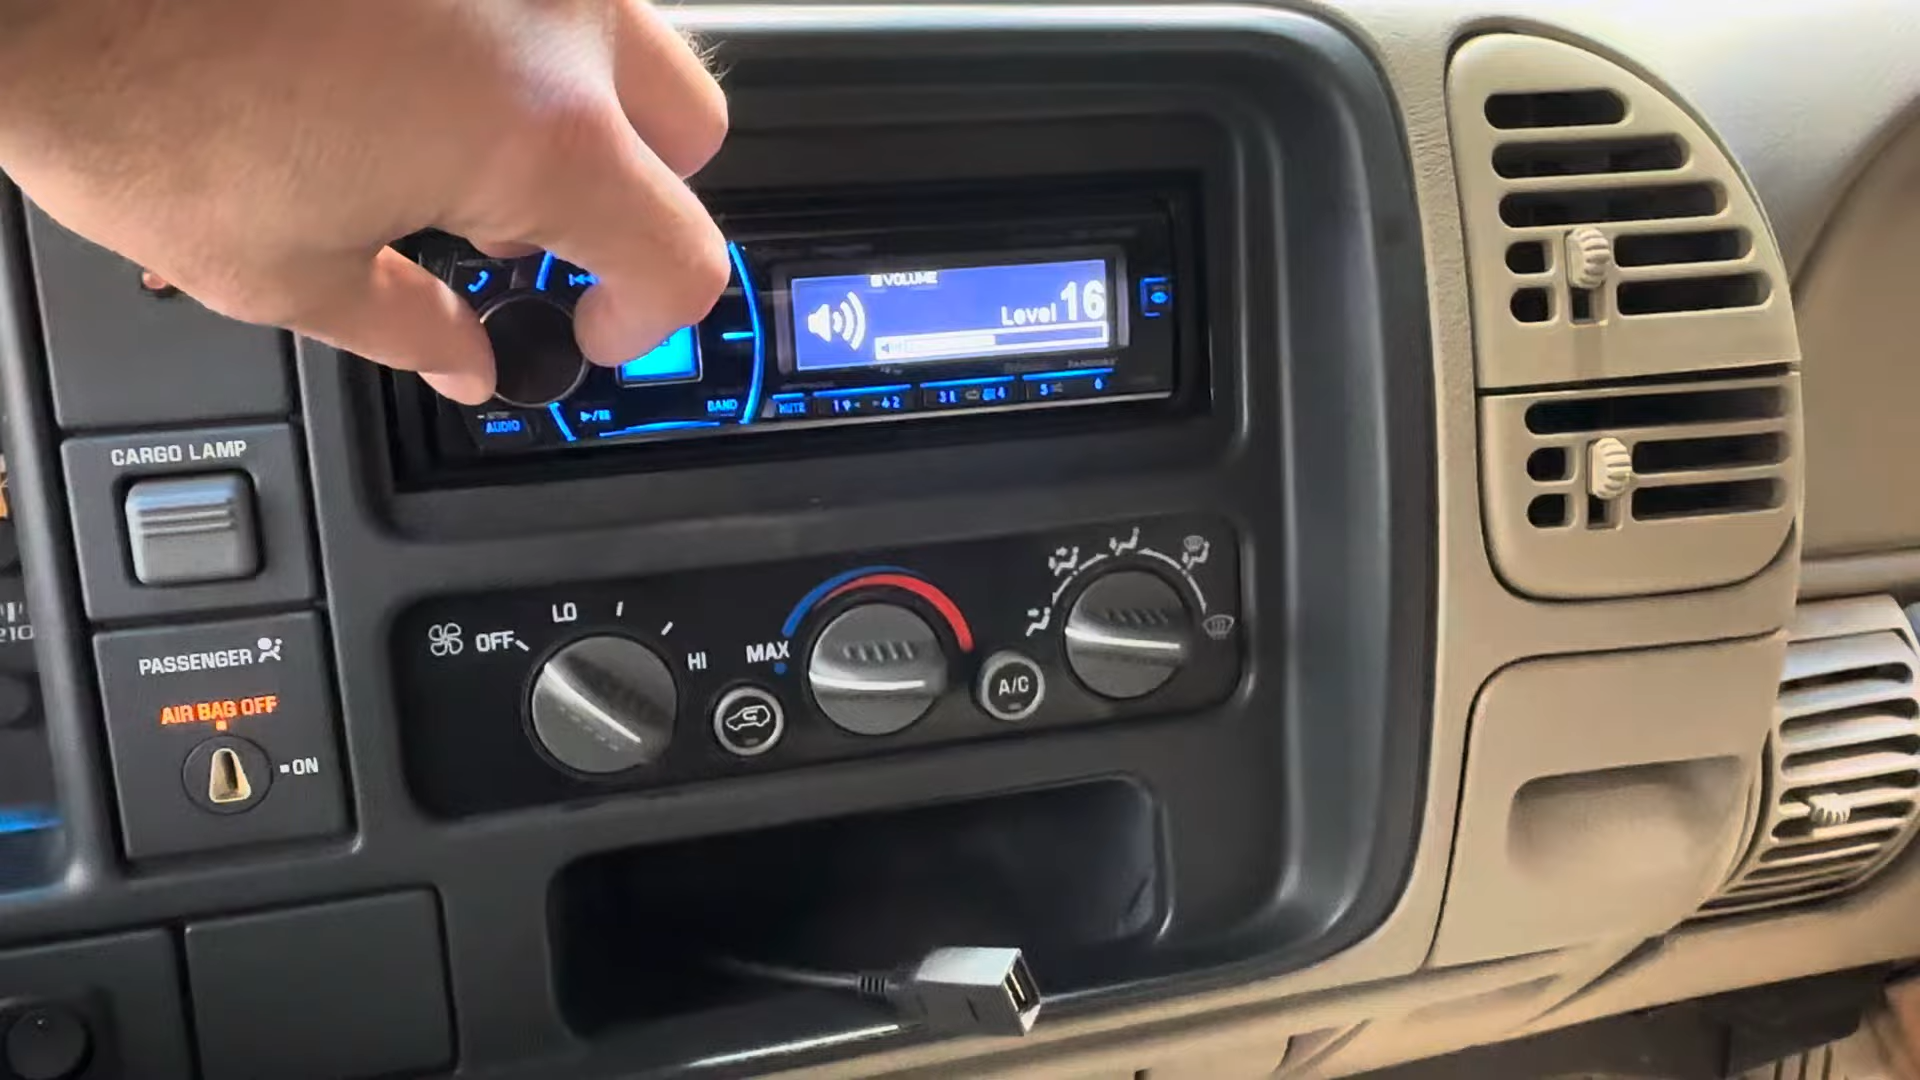 VOLUME
Level 16
BAND
MUTE
AUDIO
CARGO LAMP
LO
OFF
HI
MAX
A/C
PASSENGER
AIR BAG OFF
ON